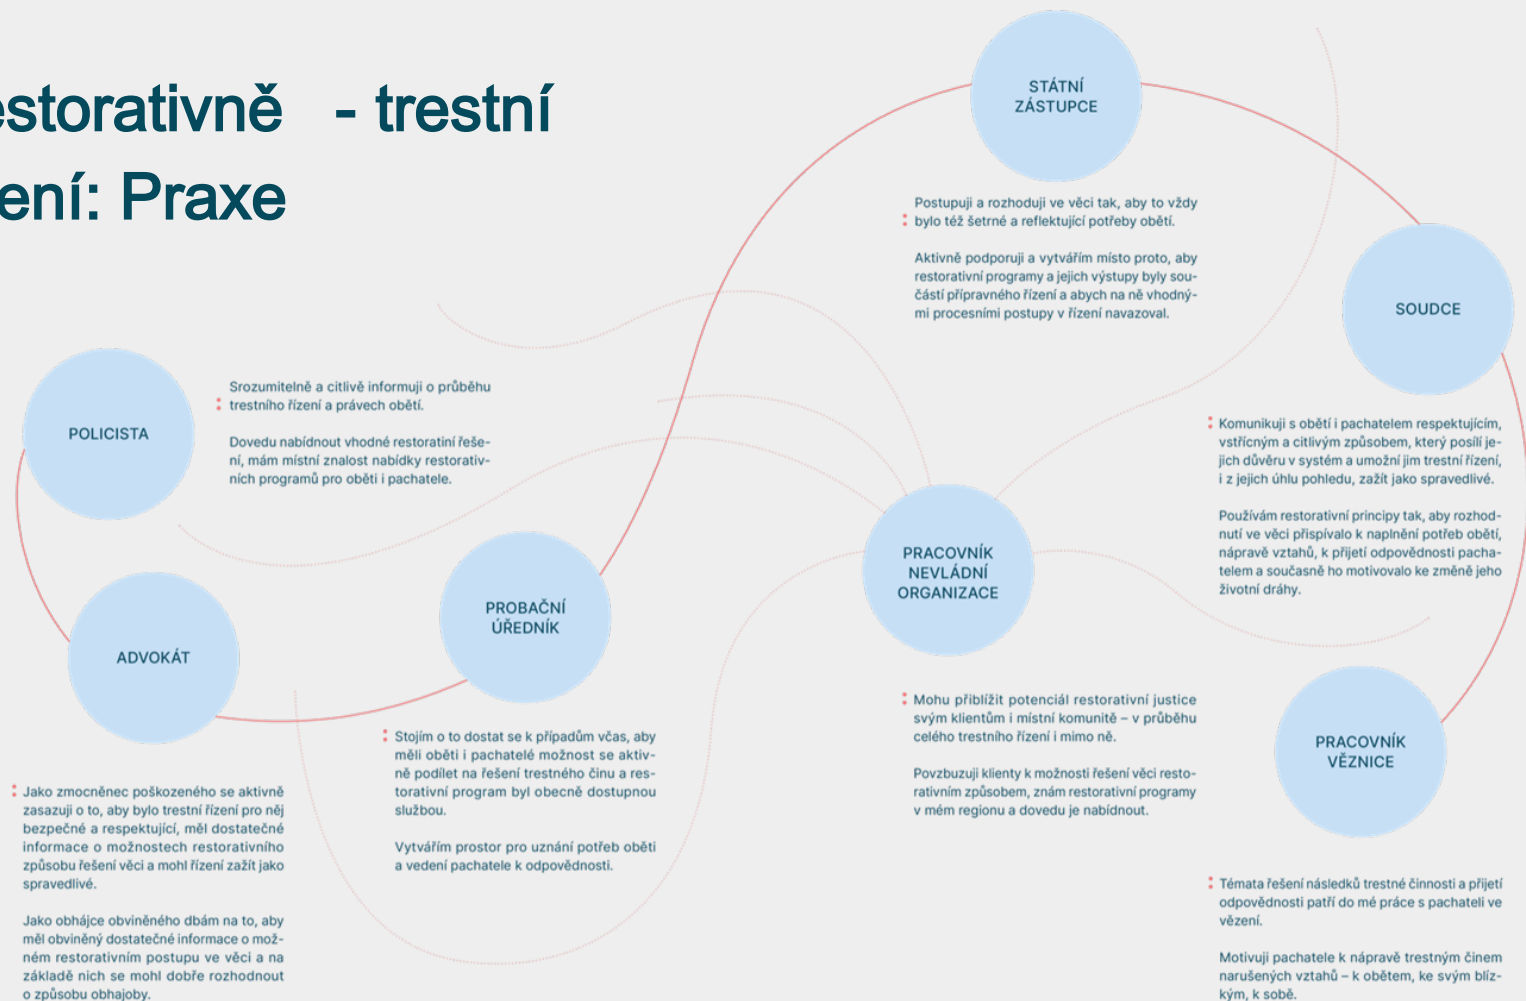 estorativně - trestní
ení: Praxe
STÁTNÍ
ZÁSTUPCE
Postupuji a rozhoduji ve věci tak, aby to vždy
: bylo též šetrné a reflektující potřeby obětí.
Aktivně podporuji a vytvářím místo proto, aby
restorativní programy a jejich výstupy byly sou-
částí přípravného řízení a abych na ně vhodný-
mi procesními postupy v řízení navazoval.
SOUDCE
: Komunikuji s obětí i pachatelem respektujícím,
vstřícným a citlivým způsobem, který posílí je-
jich důvěru v systém a umožní jim trestní řízení,
i z jejich úhlu pohledu, zažít jako spravedlivé.
Používám restorativní principy tak, aby rozhod-
nutí ve věci přispívalo k naplnění potřeb obětí,
nápravě vztahů, k přijetí odpovědnosti pacha-
telem a současně ho motivovalo ke změně jeho
životní dráhy.
POLICISTA
Srozumitelně a citlivě informuji o průběhu
: trestního řízení a právech obětí.
Dovedu nabídnout vhodné restoratiní řeše-
ní, mám místní znalost nabídky restorativ-
ních programů pro oběti i pachatele.
PRACOVNÍK
NEVLÁDNÍ
ORGANIZACE
: Mohu přiblížit potenciál restorativní justice
svým klientům i místní komunitě – v průběhu
celého trestního řízení i mimo ně.
Povzbuzuji klienty k možnosti řešení věci resto-
rativním způsobem, znám restorativní programy
v mém regionu a dovedu je nabídnout.
PROBAČNÍ
ÚŘEDNÍK
: Stojím o to dostat se k případům včas, aby
měli oběti i pachatelé možnost se aktiv-
ně podílet na řešení trestného činu a res-
torativní program byl obecně dostupnou
službou.
Vytvářím prostor pro uznání potřeb oběti
a vedení pachatele k odpovědnosti.
ADVOKÁT
: Jako zmocněnec poškozeného se aktivně
zasazuji o to, aby bylo trestní řízení pro něj
bezpečné a respektující, měl dostatečné
informace o možnostech restorativního
způsobu řešení věci a mohl řízení zažít jako
spravedlivé.
Jako obhájce obviněného dbám na to, aby
měl obviněný dostatečné informace o mož-
ném restorativním postupu ve věci a na
základě nich se mohl dobře rozhodnout
o způsobu obhajoby.
PRACOVNÍK
VĚZNICE
: Témata řešení následků trestné činnosti a přijetí
odpovědnosti patří do mé práce s pachateli ve
vězení.
Motivuji pachatele k nápravě trestným činem
narušených vztahů – k obětem, ke svým blíz-
kým, k sobě.